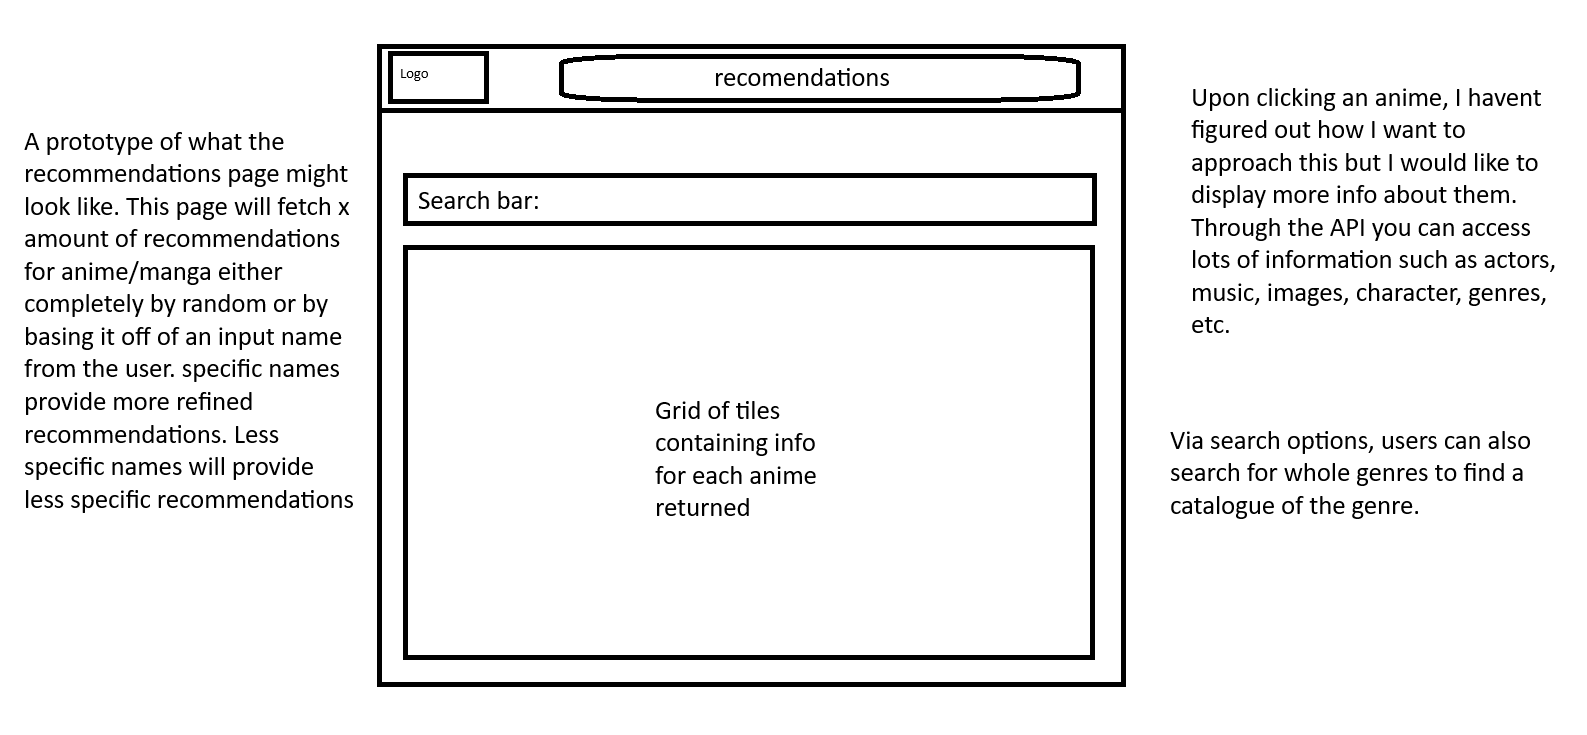 Logo
recomendations
A prototype of what the
recommendations page might
look like. This page will fetch x
amount of recommendations
for anime/manga either
completely by random or by
basing it off of an input name
from the user. specific names
provide more refined
recommendations. Less
specific names will provide
less specific recommendations
Search bar:
Grid of tiles
containing info
for each anime
returned
Upon clicking an anime, I havent
figured out how I want to
approach this but I would like to
display more info about them.
Through the API you can access
lots of information such as actors,
music, images, character, genres,
etc.
Via search options, users can also
search for whole genres to find a
catalogue of the genre.